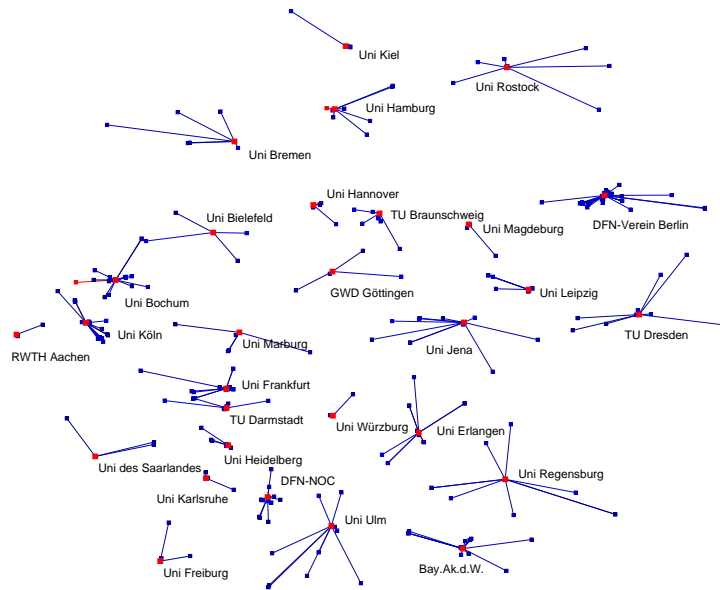 Uni Kiel
Uni Rostock
Uni Hamburg
Uni Bremen
Uni Hannover
Uni Bielefeld
TU Braunschweig
Uni Magdeburg
DFN-Verein Berlin
Uni Bochum
GWD Göttingen
Uni Leipzig
Uni Köln
TU Dresden
RWTH Aachen
Uni Marburg
Uni Jena
Uni Frankfurt
TU Darmstadt
Uni Würzburg
Uni Erlangen
Uni des Saarlandes
Uni Heidelberg
Uni Regensburg
DFN-NOC
Uni Karlsruhe
Uni Ulm
Uni Freiburg
Bay.Ak.d.W.